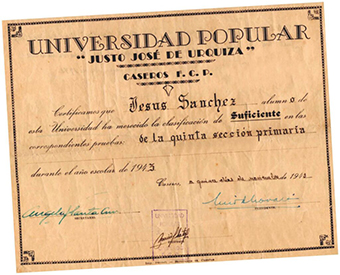 UNIVERSIDAD POPULAR
"JUSTO JOSÉ DE URQUIZA"
CASEROS F. C. P.
Certificamos que Jesus Sanchez alumno de
esta Universidad ha merecido la clasificación de Suficiente en las
correspondientes pruebas: de la quinta sección primaria
durante el año escolar de 1943
Caseros, a quince días de noviembre de 194